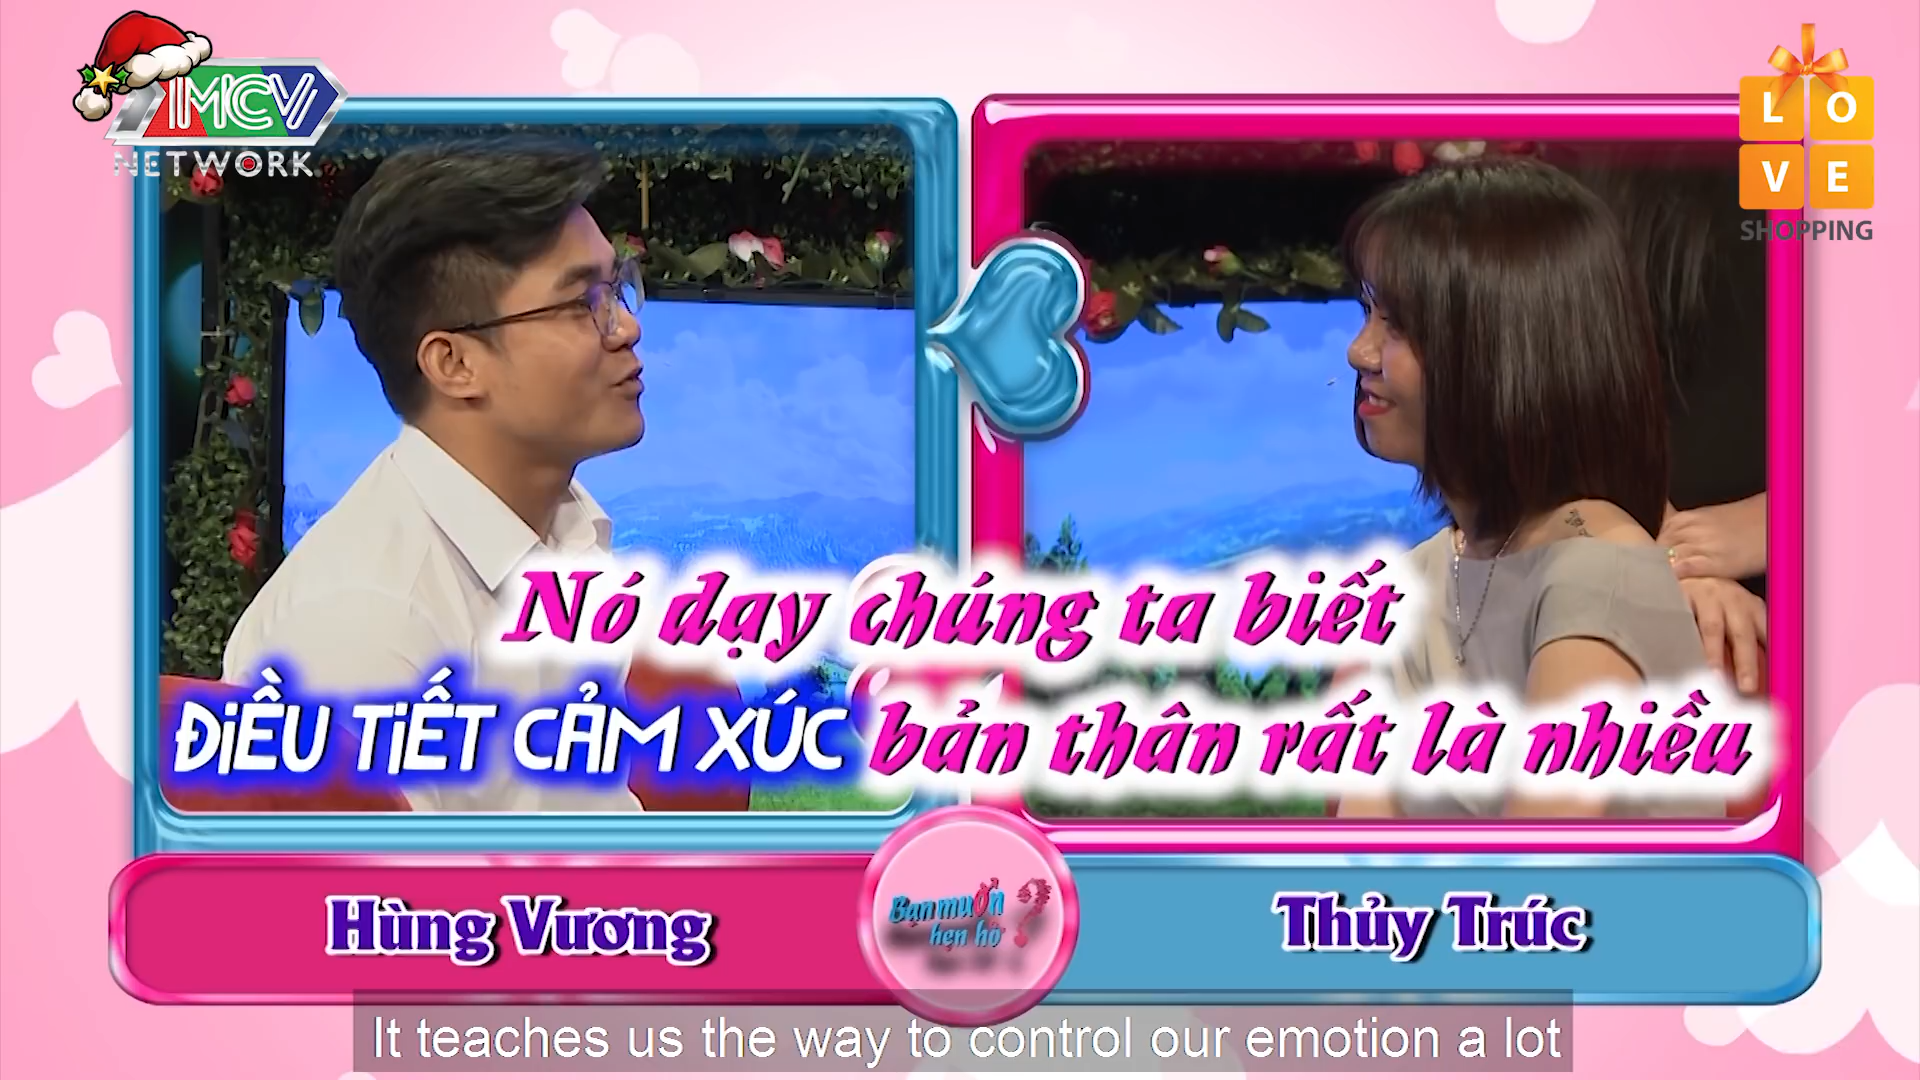 MCV
NETWORK
LOVE
SHOPPING
Nó dạy chúng ta biết
ĐiỀU TiẾT CẢM XÚC bản thân rất là nhiều
Hùng Vương
Bạn muốn
hẹn hò
?
Thủy Trúc
It teaches us the way to control our emotion a lot